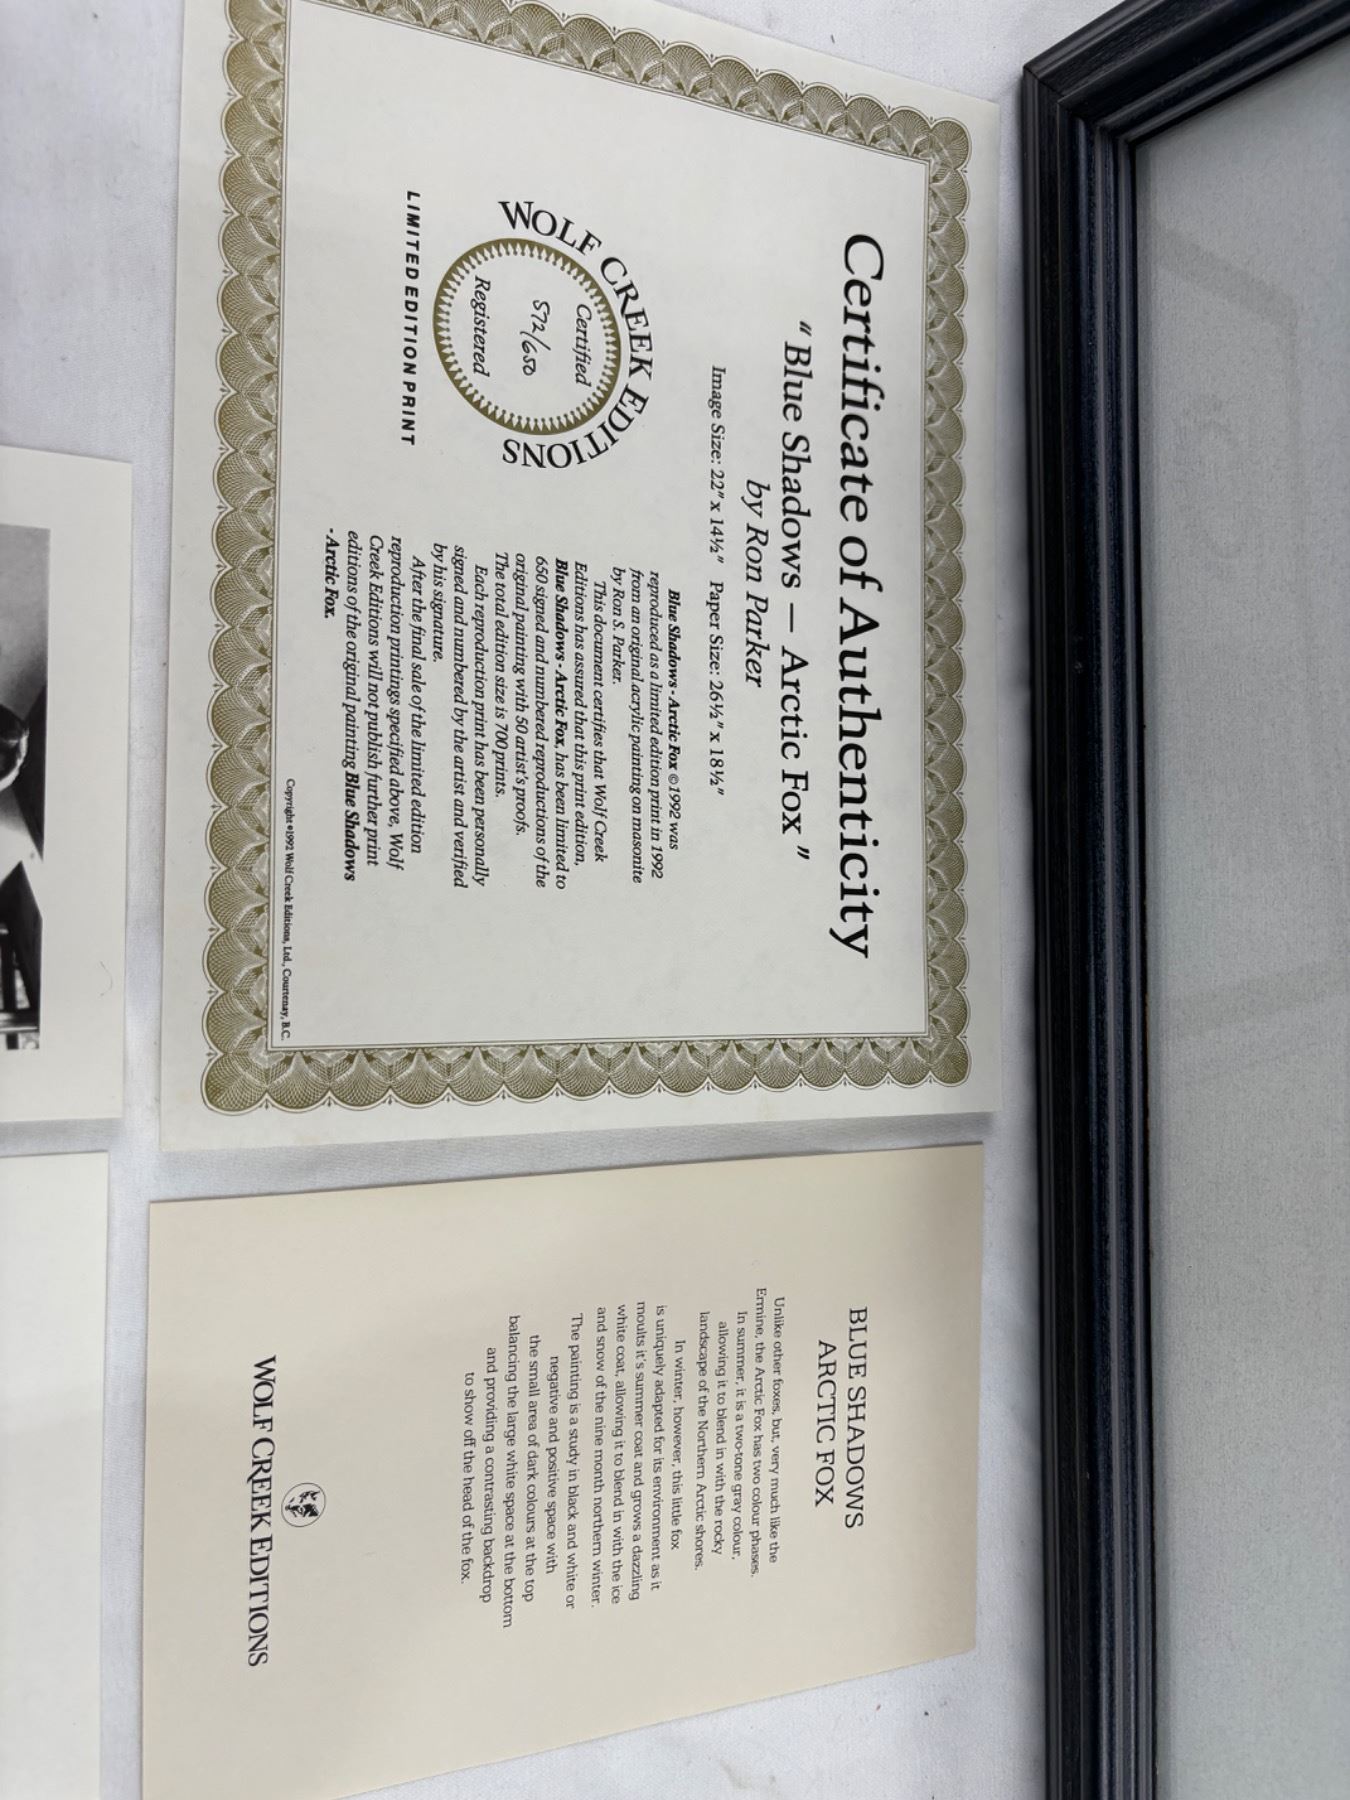 Certificate of Authenticity
" Blue Shadows — Arctic Fox "
by Ron Parker
Image Size: 22" x 14½" Paper Size: 26½" x 18½"
WOLF CREEK EDITIONS
Certified
572/650
Registered
LIMITED EDITION PRINT
Blue Shadows - Arctic Fox ©1992 was
reproduced as a limited edition print in 1992
from an original acrylic painting on masonite
by Ron S. Parker.
This document certifies that Wolf Creek
Editions has assured that this print edition,
Blue Shadows - Arctic Fox, has been limited to
650 signed and numbered reproductions of the
original painting with 50 artist's proofs.
The total edition size is 700 prints.
Each reproduction print has been personally
signed and numbered by the artist and verified
by his signature.
After the final sale of the limited edition
reproduction printings specified above, Wolf
Creek Editions will not publish further print
editions of the original painting Blue Shadows
- Arctic Fox.
Copyright ©1992 Wolf Creek Editions, Ltd., Courtenay, B.C.
BLUE SHADOWS
ARCTIC FOX
Unlike other foxes, but, very much like the
Ermine, the Arctic Fox has two colour phases.
In summer, it is a two-tone gray colour,
allowing it to blend in with the rocky
landscape of the Northern Arctic shores.
In winter, however, this little fox
is uniquely adapted for its environment as it
moults it's summer coat and grows a dazzling
white coat, allowing it to blend in with the ice
and snow of the nine month northern winter.
The painting is a study in black and white or
negative and positive space with
the small area of dark colours at the top
balancing the large white space at the bottom
and providing a contrasting backdrop
to show off the head of the fox.
WOLF CREEK EDITIONS